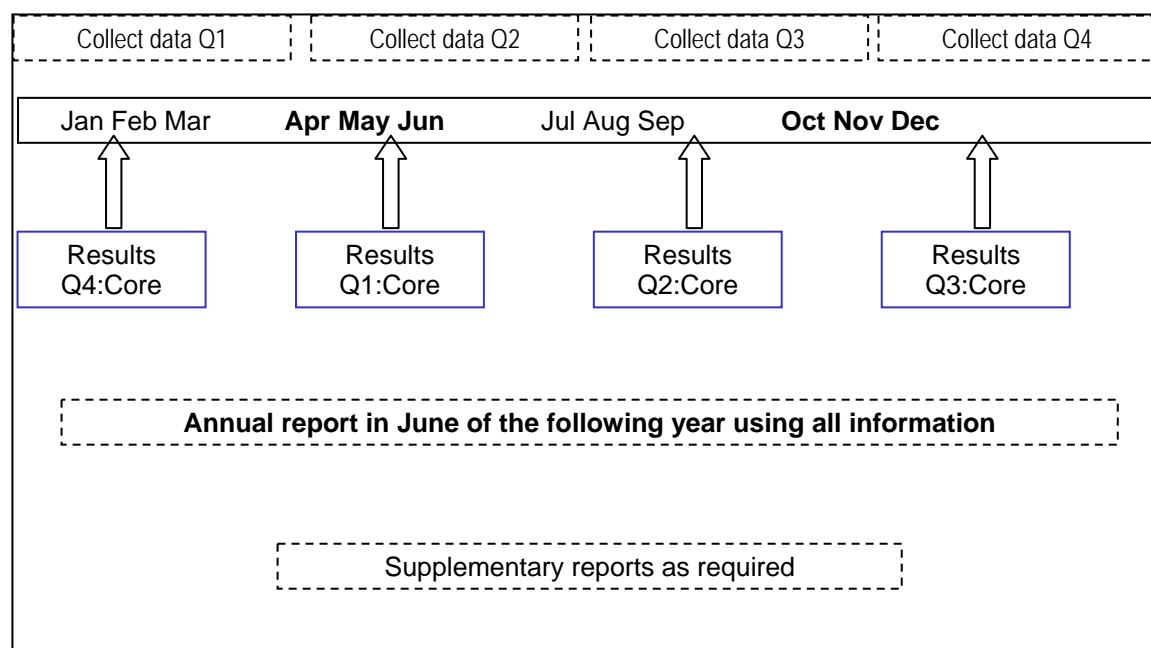 Collect data Q1
Collect data Q2
Collect data Q3
Collect data Q4
Jan Feb Mar
Apr May Jun
Jul Aug Sep
Oct Nov Dec
Results
Q4:Core
Results
Q1:Core
Results
Q2:Core
Results
Q3:Core
Annual report in June of the following year using all information
Supplementary reports as required